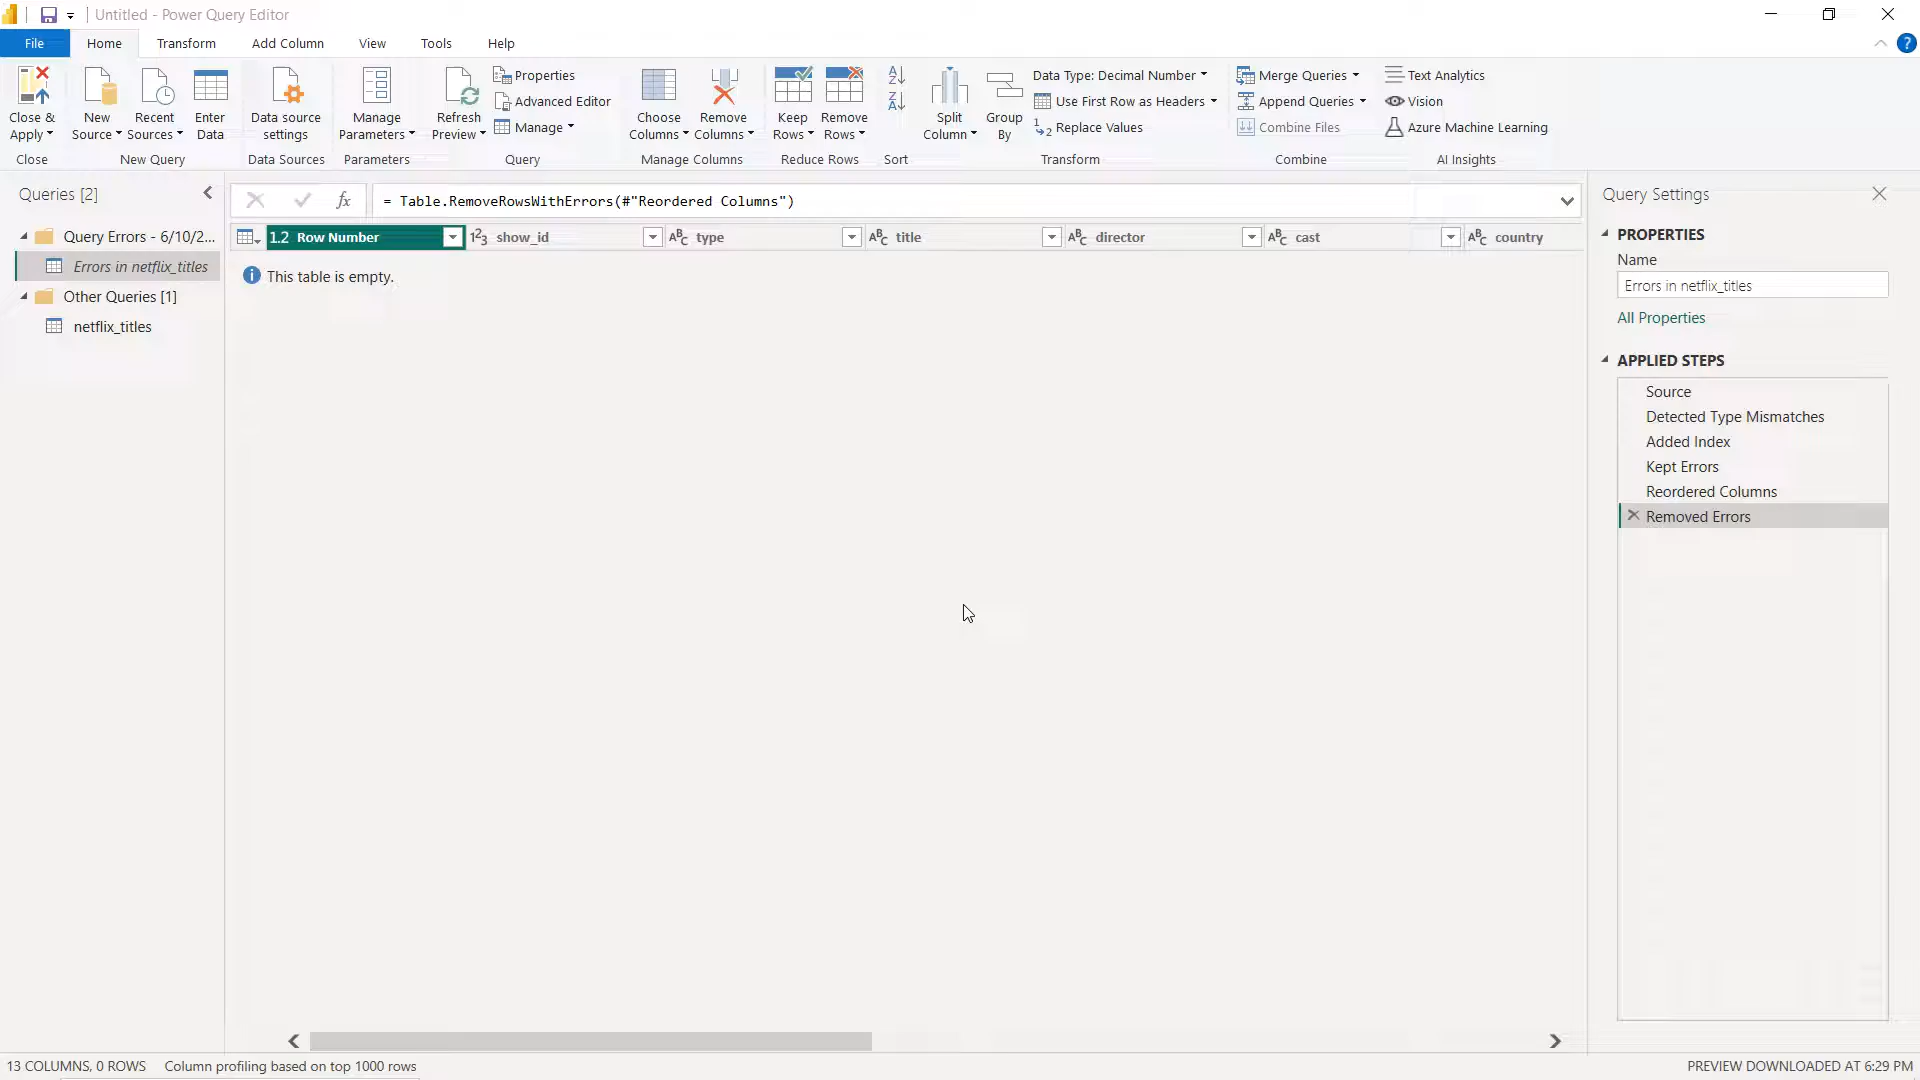 Untitled - Power Query Editor
File Home Transform Add Column View Tools Help
Close & Apply
New Source
Recent Sources
Enter Data
Data source settings
Manage Parameters
Refresh Preview
Properties
Advanced Editor
Manage
Choose Columns
Remove Columns
Keep Rows
Remove Rows
Split Column
Group By
Data Type: Decimal Number
Use First Row as Headers
Replace Values
Merge Queries
Append Queries
Combine Files
Text Analytics
Vision
Azure Machine Learning
Close New Query Data Sources Parameters Query Manage Columns Reduce Rows Sort Transform Combine AI Insights
Queries [2]
Query Errors - 6/10/2...
Errors in netflix_titles
Other Queries [1]
netflix_titles
fx = Table.RemoveRowsWithErrors(#"Reordered Columns")
1.2 Row Number 123 show_id ABC type ABC title ABC director ABC cast ABC country
This table is empty.
Query Settings
PROPERTIES
Name
Errors in netflix_titles
All Properties
APPLIED STEPS
Source
Detected Type Mismatches
Added Index
Kept Errors
Reordered Columns
Removed Errors
13 COLUMNS, 0 ROWS Column profiling based on top 1000 rows PREVIEW DOWNLOADED AT 6:29 PM